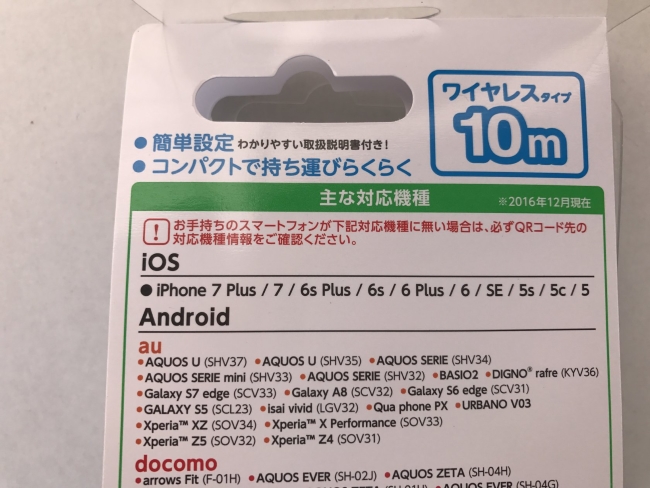 ワイヤレスタイプ
10m
● 簡単設定 わかりやすい取扱説明書付き!
● コンパクトで持ち運びらくらく
主な対応機種 ※2016年12月現在
! お手持ちのスマートフォンが下記対応機種に無い場合は、必ずQRコード先の
対応機種情報をご確認ください。
iOS
● iPhone 7 Plus / 7 / 6s Plus / 6s / 6 Plus / 6 / SE / 5s / 5c / 5
Android
au
●AQUOS U (SHV37) ●AQUOS U (SHV35) ●AQUOS SERIE (SHV34)
●AQUOS SERIE mini (SHV33) ●AQUOS SERIE (SHV32) ●BASIO2 ●DIGNO® rafre (KYV36)
●Galaxy S7 edge (SCV33) ●Galaxy A8 (SCV32) ●Galaxy S6 edge (SCV31)
●GALAXY S5 (SCL23) ●isai vivid (LGV32) ●Qua phone PX ●URBANO V03
●Xperia™ XZ (SOV34) ●Xperia™ X Performance (SOV33)
●Xperia™ Z5 (SOV32) ●Xperia™ Z4 (SOV31)
docomo
●arrows Fit (F-01H) ●AQUOS EVER (SH-02J) ●AQUOS ZETA (SH-04H)
●AQUOS EVER (SH-04G)